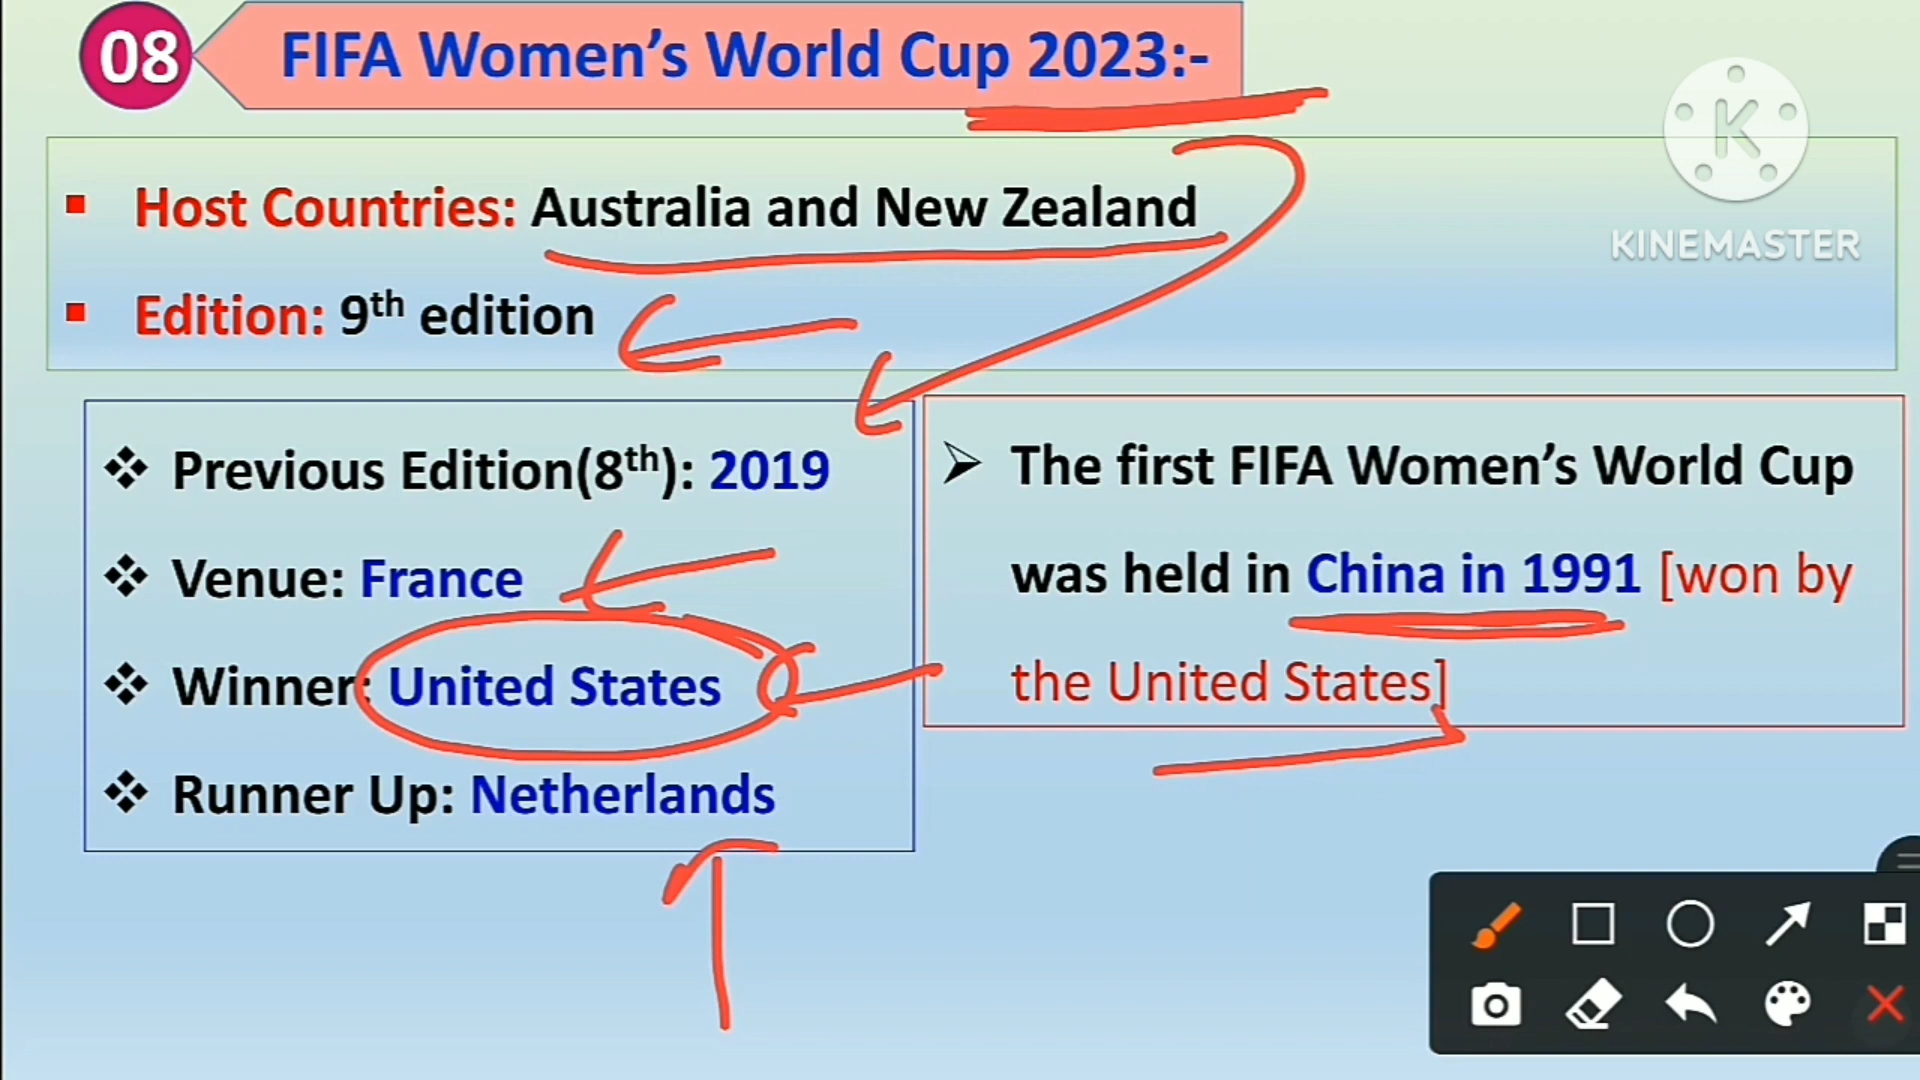 08
FIFA Women's World Cup 2023:-
K
KINEMASTER
▪ Host Countries: Australia and New Zealand
▪ Edition: 9th edition
❖ Previous Edition(8th): 2019
❖ Venue: France
❖ Winner: United States
❖ Runner Up: Netherlands
➢ The first FIFA Women's World Cup
was held in China in 1991 [won by
the United States]